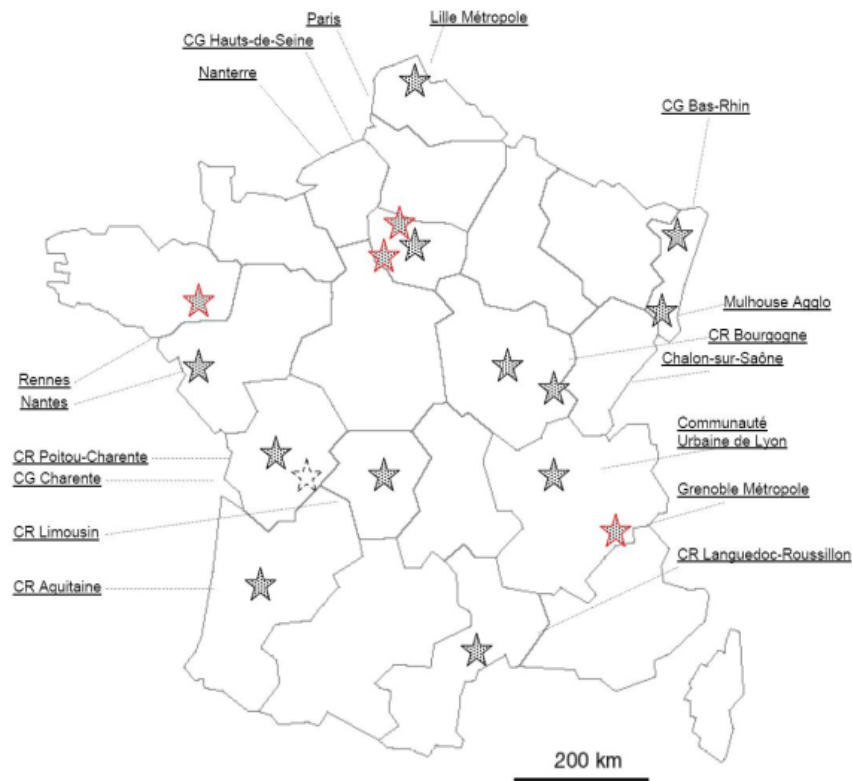 Paris
Lille Métropole
CG Hauts-de-Seine
Nanterre
CG Bas-Rhin
Mulhouse Agglo
CR Bourgogne
Chalon-sur-Saône
Rennes
Nantes
Communauté
Urbaine de Lyon
CR Poitou-Charente
CG Charente
Grenoble Métropole
CR Limousin
CR Languedoc-Roussillon
CR Aquitaine
200 km